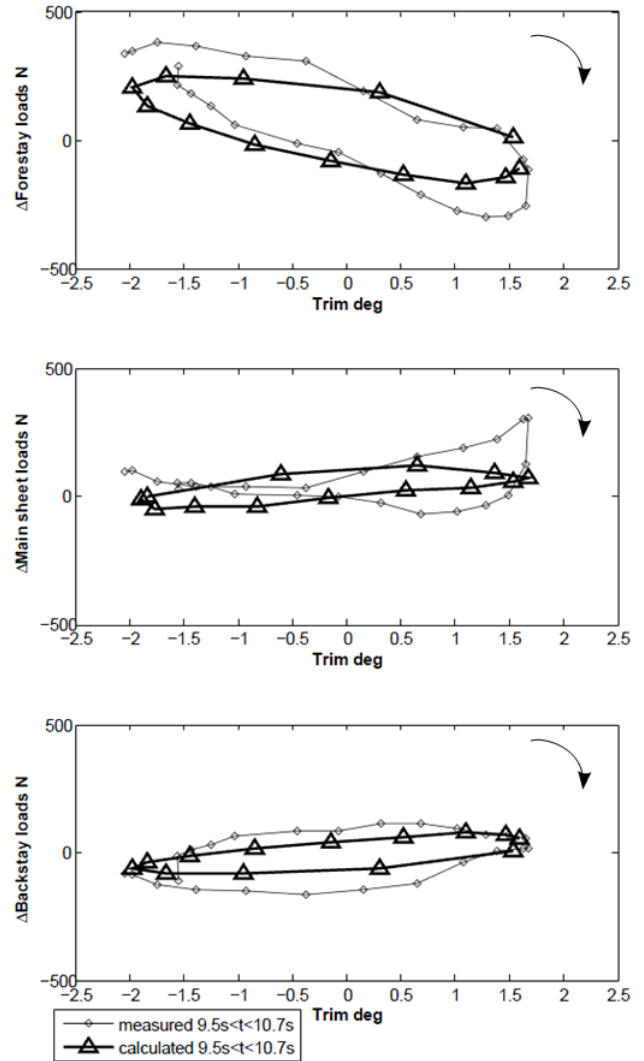 500
0
−500
ΔForestay loads N
−2.5 −2 −1.5 −1 −0.5 0 0.5 1 1.5 2 2.5
Trim deg
500
0
−500
ΔMain sheet loads N
−2.5 −2 −1.5 −1 −0.5 0 0.5 1 1.5 2 2.5
Trim deg
500
0
−500
ΔBackstay loads N
−2.5 −2 −1.5 −1 −0.5 0 0.5 1 1.5 2 2.5
Trim deg
measured 9.5s<t<10.7s
calculated 9.5s<t<10.7s